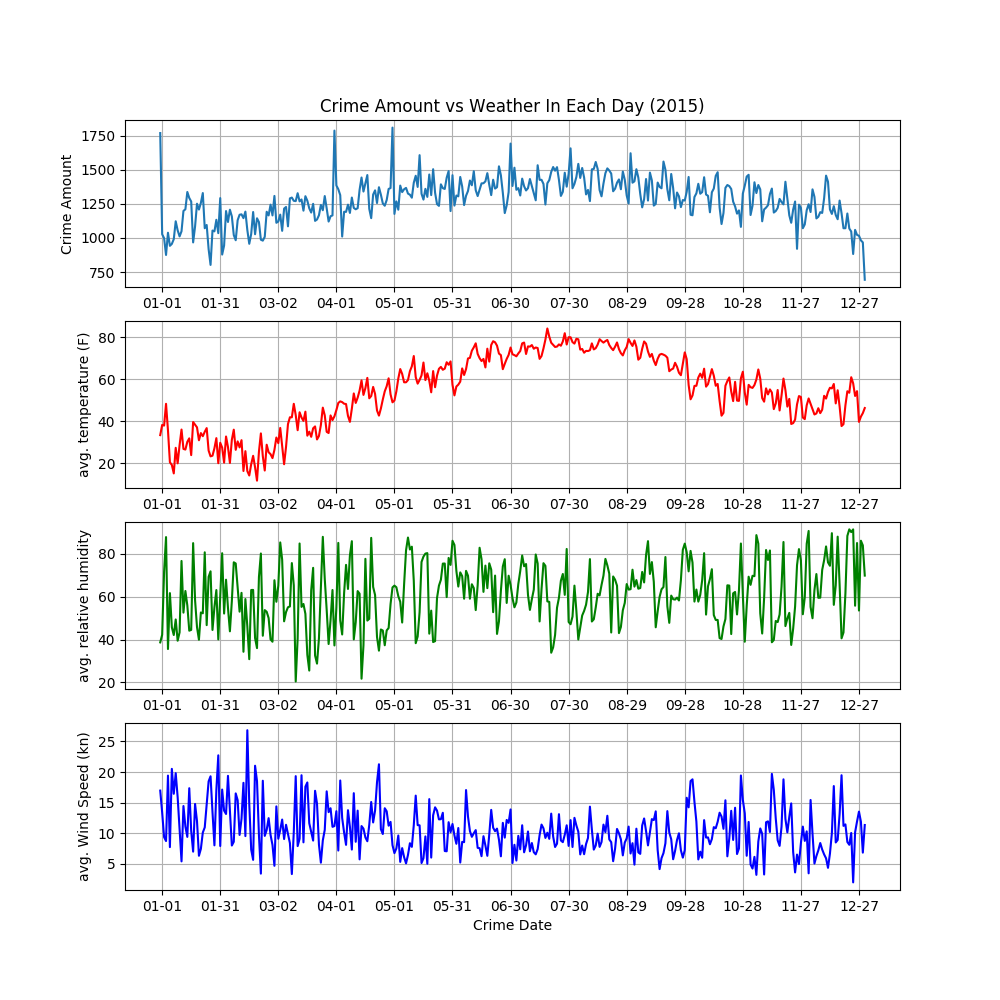 Crime Amount vs Weather In Each Day (2015)
Crime Amount
1750
1500
1250
1000
750
01-01 01-31 03-02 04-01 05-01 05-31 06-30 07-30 08-29 09-28 10-28 11-27 12-27
avg. temperature (F)
80
60
40
20
01-01 01-31 03-02 04-01 05-01 05-31 06-30 07-30 08-29 09-28 10-28 11-27 12-27
avg. relative humidity
80
60
40
20
01-01 01-31 03-02 04-01 05-01 05-31 06-30 07-30 08-29 09-28 10-28 11-27 12-27
avg. Wind Speed (kn)
25
20
15
10
5
01-01 01-31 03-02 04-01 05-01 05-31 06-30 07-30 08-29 09-28 10-28 11-27 12-27
Crime Date